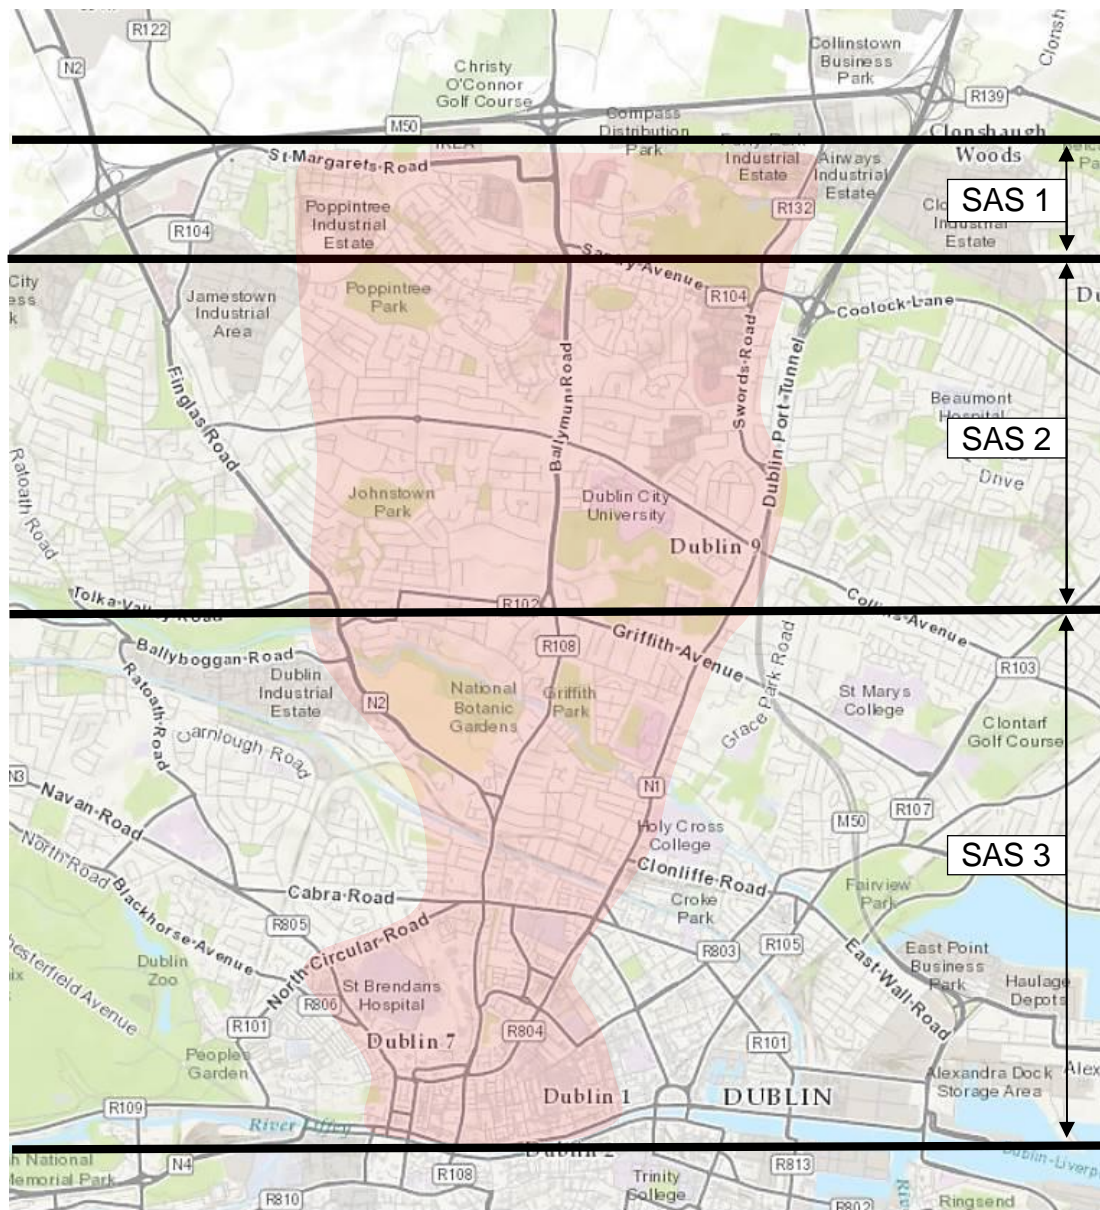 R122
N2
Christy
O'Connor
Golf Course
Collinstown
Business
Park
R139
M50
Compass
Distribution
Park
Clonshaugh
Woods
IKEA
St-Margarets-Road
Industrial
Estate
Airways
Industrial
Estate
SAS 1
Poppintree
Industrial
Estate
R132
R104
Industrial
Estate
City
Jamestown
Industrial
Area
Poppintree
Park
R104
Coolock-Lane
Swords-Road
Finglas-Road
Ballymun-Road
Dublin-Port-Tunnel
Beaumont
Hospital
SAS 2
Drive
Ratoath Road
Johnstown
Park
Dublin City
University
Dublin 9
R102
Collins-Avenue
Ballyboggan-Road
R108
Griffith-Avenue
Grace Park Road
R103
Ratoath-Road
Dublin
Industrial
Estate
N2
National
Botanic
Gardens
Griffith
Park
St Marys
College
Clontarf
Golf Course
Carnlough-Road
N3
Navan-Road
N1
R107
M50
Holy Cross
College
North-Road
SAS 3
Clonliffe-Road
Blackhorse-Avenue
Cabra-Road
Croke
Park
Fairview
Park
R805
R803
R105
North-Circular-Road
East-Wall-Road
East Point
Business
Park
Haulage
Depots
Chesterfield Avenue
Dublin
Zoo
St Brendans
Hospital
R806
R101
R804
Dublin 7
R101
Peoples
Garden
Alexandra Dock
Storage Area
Alex
Dublin 1
DUBLIN
R109
River Liffey
Dublin 2
N4
R108
Trinity
College
R813
Dublin-Liverp
National
Memorial Park
R810
R802
Ringsend